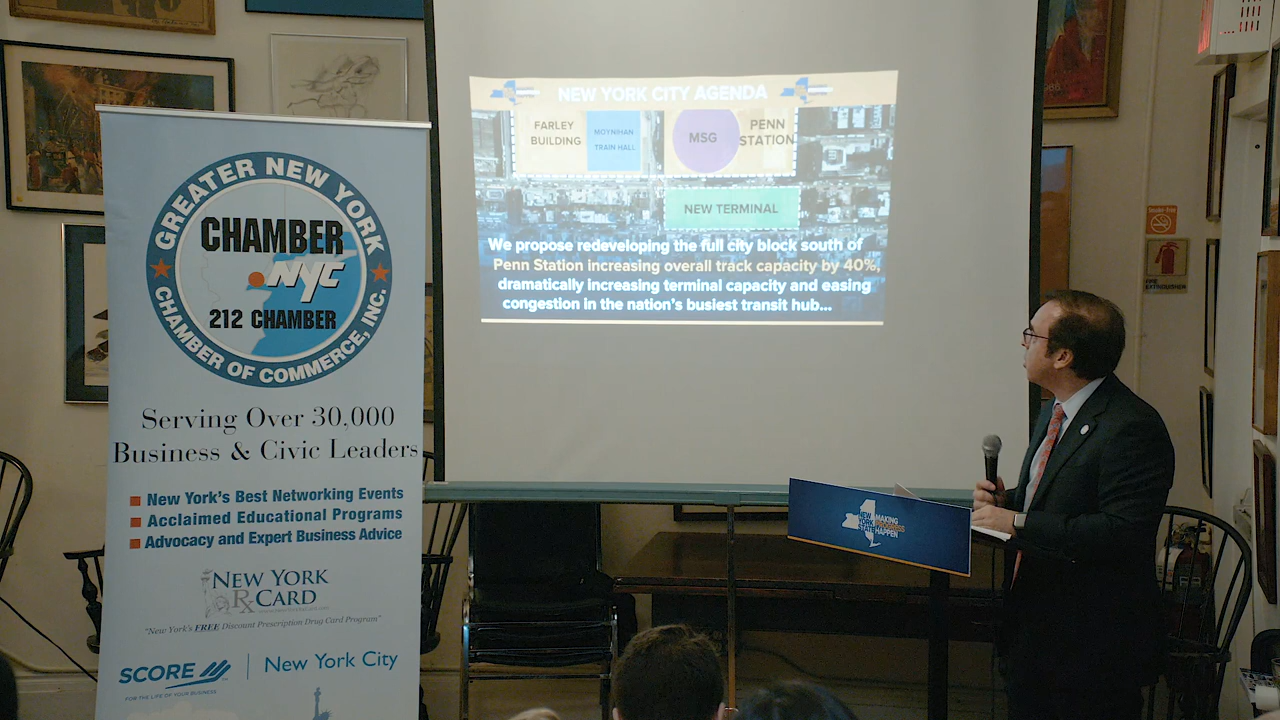 GREATER NEW YORK
CHAMBER OF COMMERCE, INC.
CHAMBER
.NYC
212 CHAMBER
Serving Over 30,000
Business & Civic Leaders
New York's Best Networking Events
Acclaimed Educational Programs
Advocacy and Expert Business Advice
NEW YORK
RX CARD
"New York's FREE Discount Prescription Drug Card Program"
SCORE
FOR THE LIFE OF YOUR BUSINESS
New York City
NEW YORK CITY AGENDA
FARLEY
BUILDING
MOYNIHAN
TRAIN HALL
MSG
PENN
STATION
NEW TERMINAL
We propose redeveloping the full city block south of
Penn Station increasing overall track capacity by 40%,
dramatically increasing terminal capacity and easing
congestion in the nation's busiest transit hub...
NEW
YORK
STATE
MAKING
PROGRESS
HAPPEN
FIRE
EXTINGUISHER